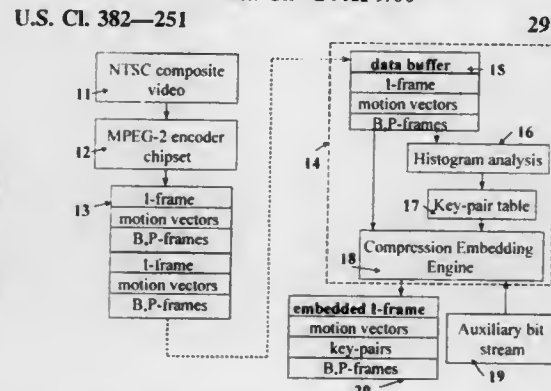 U.S. Cl. 382—251
29
NTSC composite
video
11
MPEG-2 encoder
chipset
12
13
I-frame
motion vectors
B,P-frames
I-frame
motion vectors
B,P-frames
data buffer
15
I-frame
motion vectors
B,P-frames
14
16
Histogram analysis
17
Key-pair table
Compression Embedding
Engine
18
embedded I-frame
motion vectors
key-pairs
B,P-frames
20
Auxiliary bit
stream
19